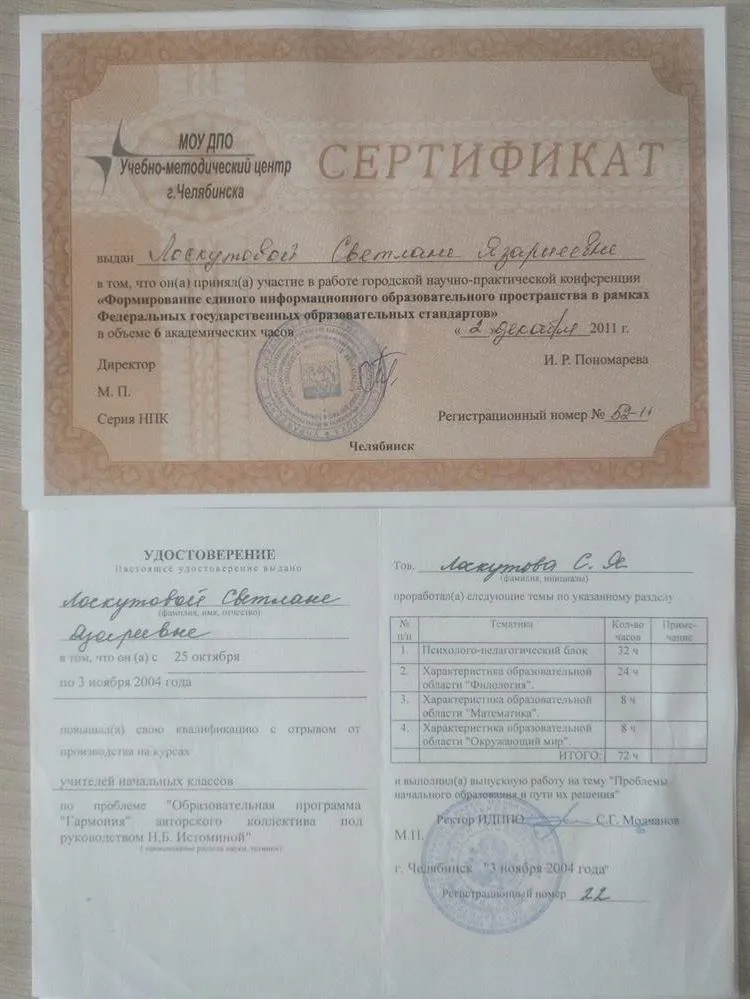 МОУ ДПО
Учебно-методический центр
г.Челябинска
СЕРТИФИКАТ
выдан Лоскутовой Светлане
в том, что он(а) принял(а) участие в работе городской научно-практической конференции
«Формирование единого информационного образовательного пространства в рамках
Федеральных государственных образовательных стандартов»
в объеме 6 академических часов « 2 » декабря 2011 г.
Директор И. Р. Пономарева
М. П.
Серия НПК Регистрационный номер № 52-11
Челябинск
УДОСТОВЕРЕНИЕ
Настоящее удостоверение выдано
Лоскутовой Светлане
(фамилия, имя, отчество)
в том, что он (а) с 25 октября
по 3 ноября 2004 года
повышал(а) свою квалификацию с отрывом от
производства на курсах
учителей начальных классов
по проблеме "Образовательная программа
"Гармония" авторского коллектива под
руководством Н.Б. Истоминой"
( наименование раздела науки, техники)
Тов. Лоскутова С. Я
(фамилия, инициалы)
проработал(а) следующие темы по указанному разделу
№ п/п Тематика Кол-во часов Приме-чание
1. Психолого-педагогический блок 32 ч
2. Характеристика образовательной 24 ч
области "Филология".
3. Характеристика образовательной 8 ч
области "Математика".
4. Характеристика образовательной 8 ч
области "Окружающий мир".
ИТОГО: 72 ч
и выполнил(а) выпускную работу на тему "Проблемы
начального образования и пути их решения"
Ректор ИДППО С.Г. Молчанов
М.П.
г. Челябинск "3 ноября 2004 года"
Регистрационный номер 22